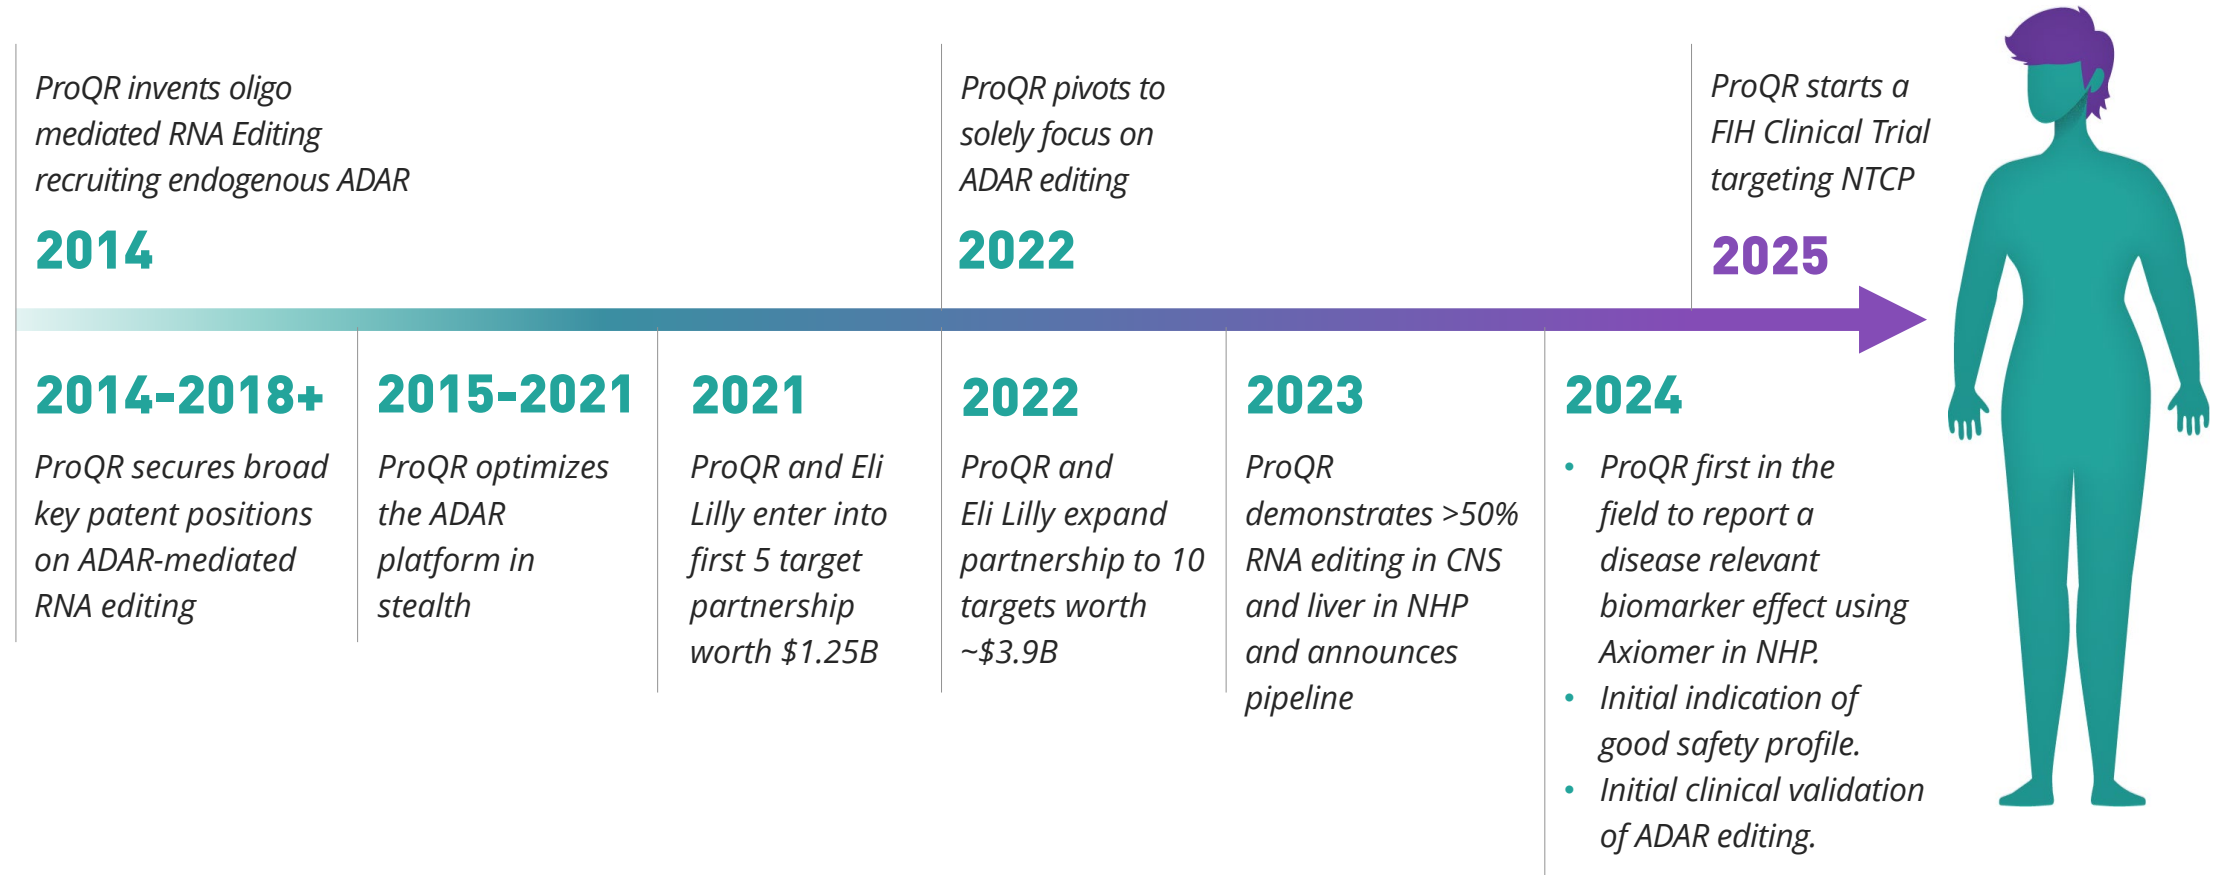 ProQR invents oligo
mediated RNA Editing
recruiting endogenous ADAR
2014
ProQR pivots to
solely focus on
ADAR editing
2022
ProQR starts a
FIH Clinical Trial
targeting NTCP
2025
2014-2018+
ProQR secures broad
key patent positions
on ADAR-mediated
RNA editing
2015-2021
ProQR optimizes
the ADAR
platform in
stealth
2021
ProQR and Eli
Lilly enter into
first 5 target
partnership
worth $1.25B
2022
ProQR and
Eli Lilly expand
partnership to 10
targets worth
~$3.9B
2023
ProQR
demonstrates >50%
RNA editing in CNS
and liver in NHP
and announces
pipeline
2024
• ProQR first in the
field to report a
disease relevant
biomarker effect using
Axiomer in NHP.
• Initial indication of
good safety profile.
• Initial clinical validation
of ADAR editing.